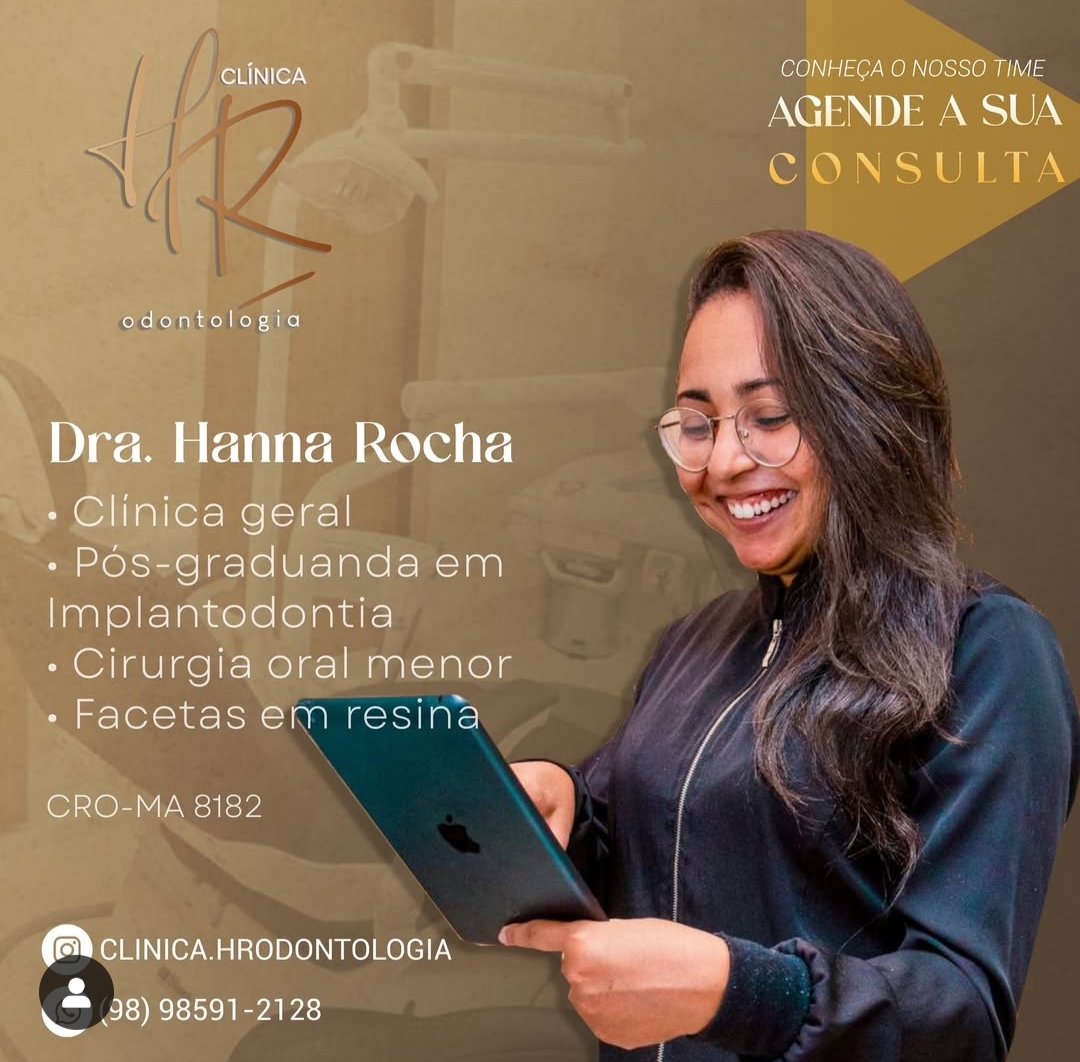 CLÍNICA
HR
odontologia
CONHEÇA O NOSSO TIME
AGENDE A SUA
CONSULTA
Dra. Hanna Rocha
• Clínica geral
• Pós-graduanda em
Implantodontia
• Cirurgia oral menor
• Facetas em resina
CRO-MA 8182
CLINICA.HRODONTOLOGIA
(98) 98591-2128